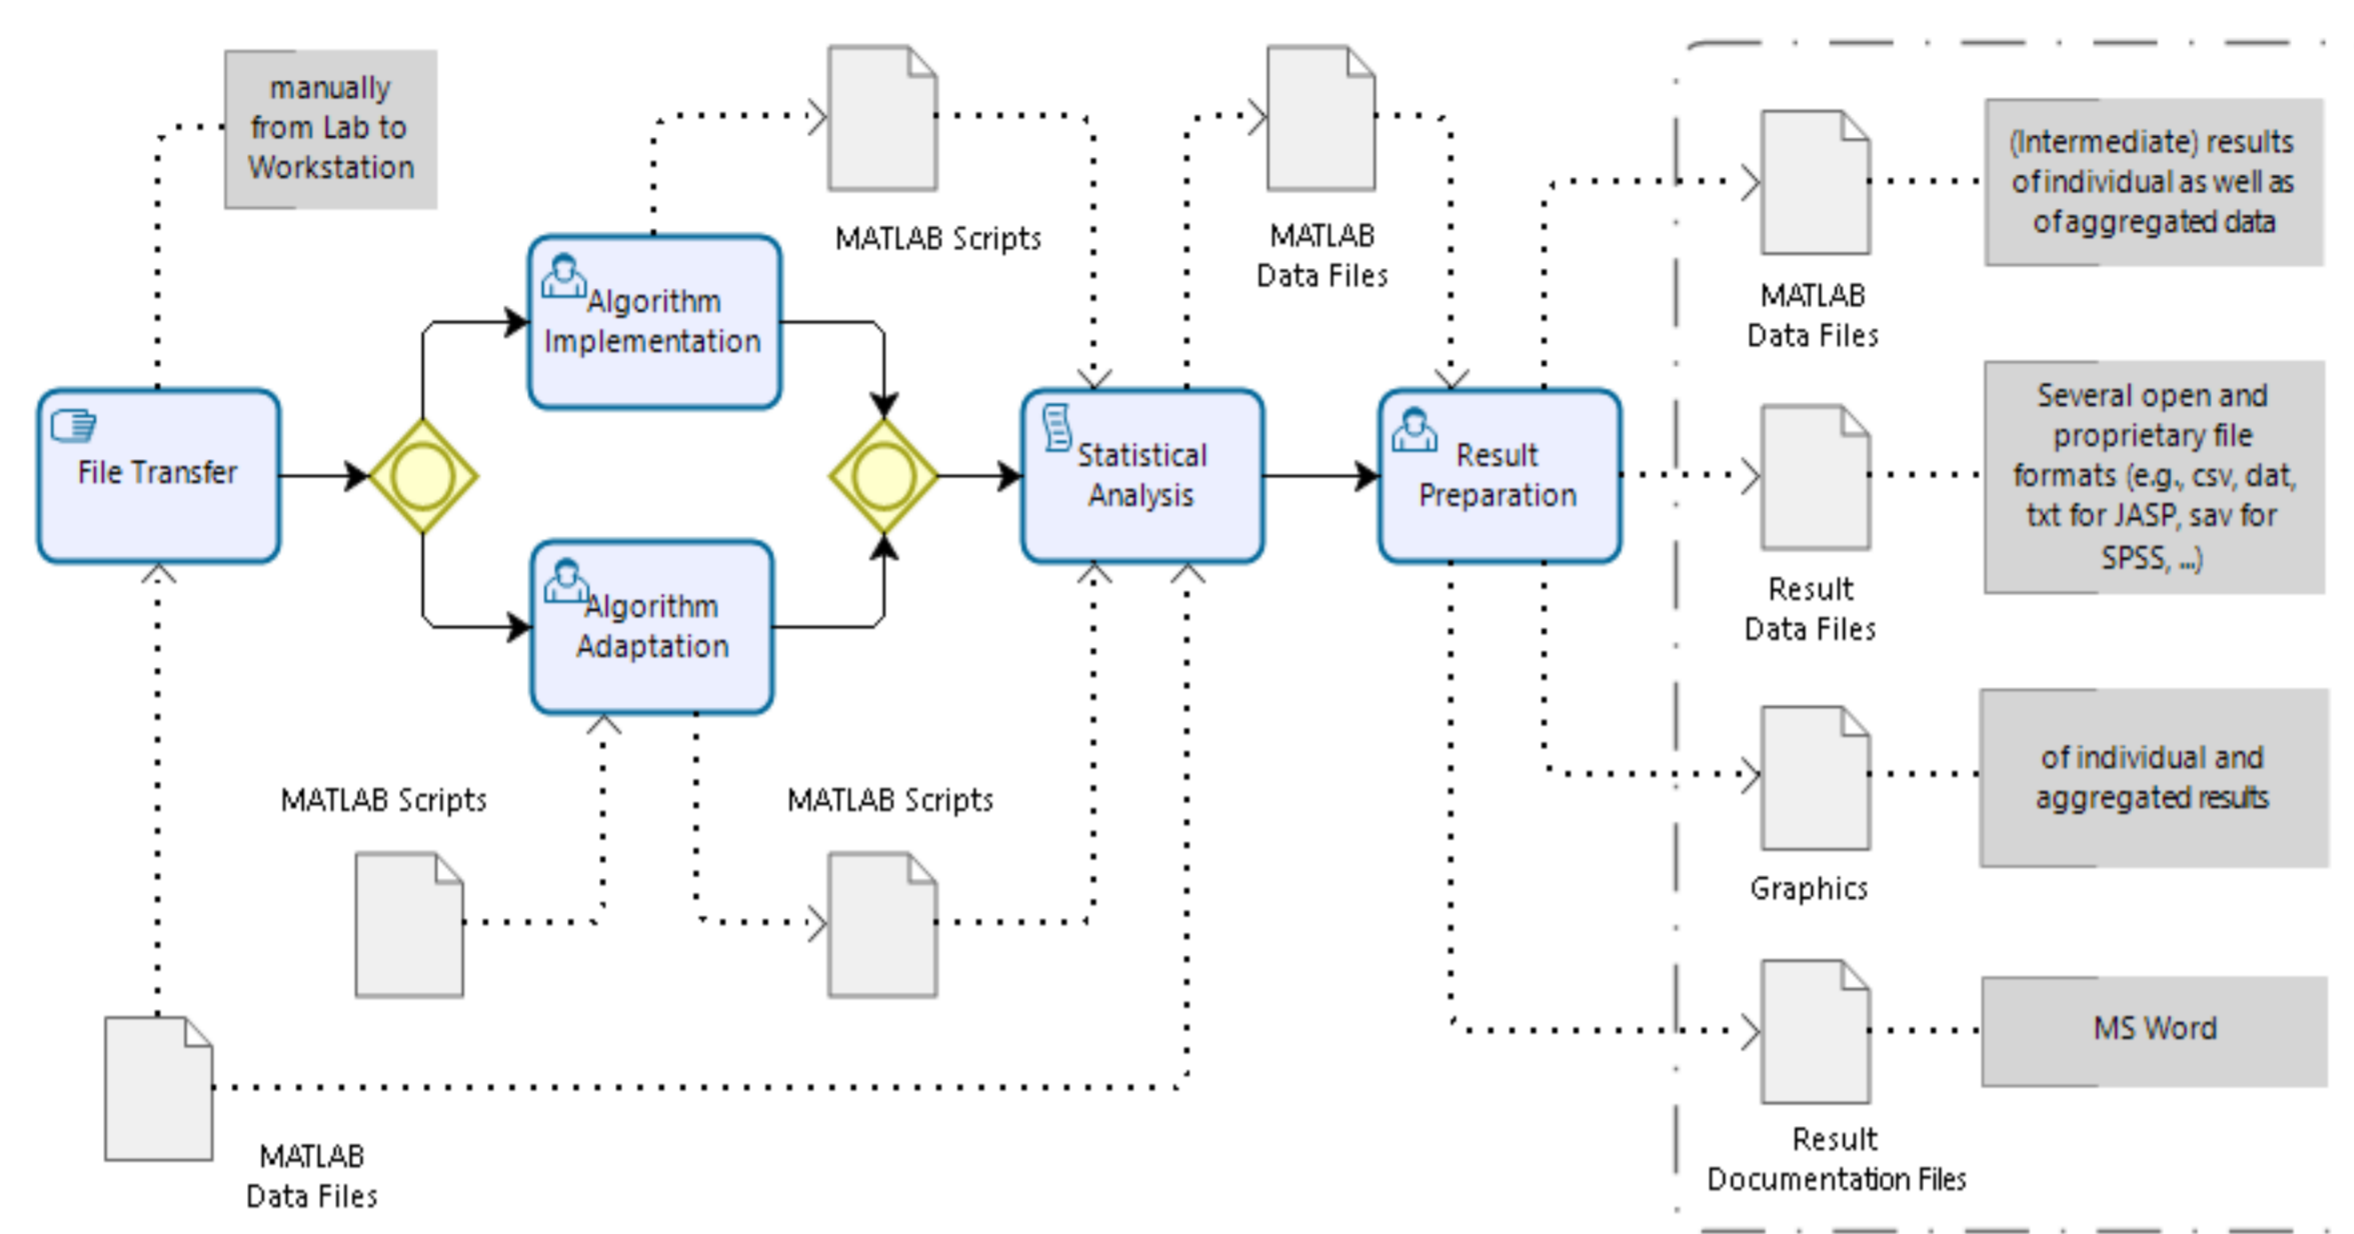 manually
from Lab to
Workstation
MATLAB Scripts
MATLAB
Data Files
(Intermediate) results
of individual as well as
of aggregated data
MATLAB
Data Files
Algorithm
Implementation
File Transfer
Statistical
Analysis
Result
Preparation
Several open and
proprietary file
formats (e.g., csv, dat,
txt for JASP, sav for
SPSS, ...)
Result
Data Files
Algorithm
Adaptation
MATLAB Scripts
MATLAB Scripts
of individual and
aggregated results
Graphics
MS Word
Result
Documentation Files
MATLAB
Data Files